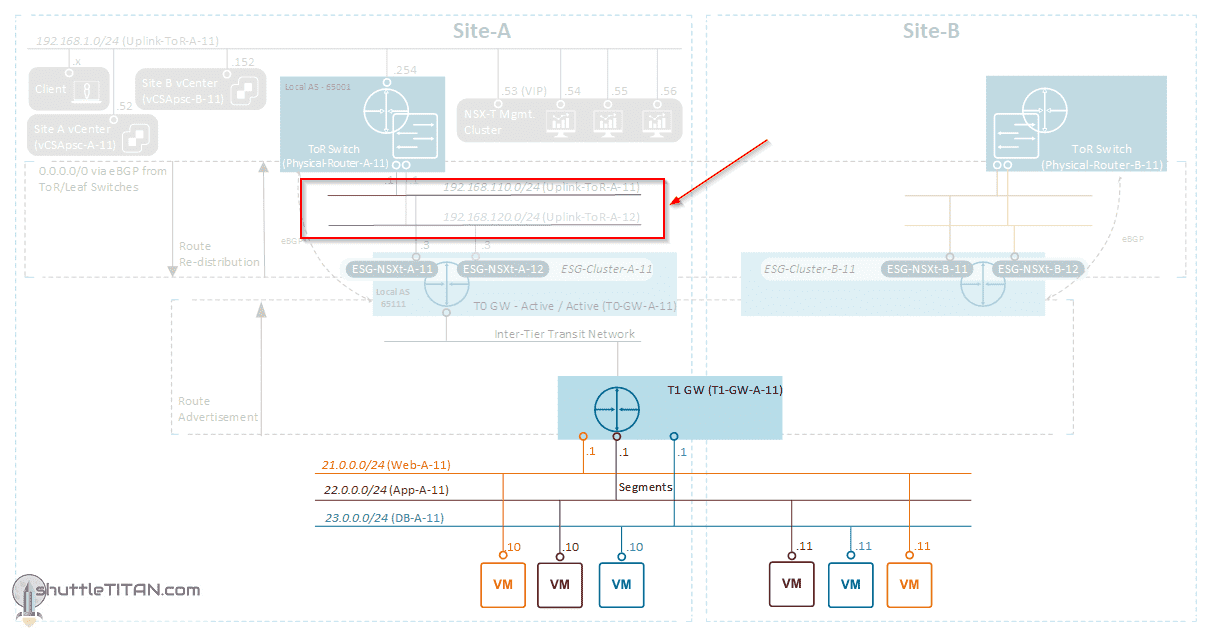 Site-A
Site-B
192.168.1.0/24 (Uplink-ToR-A-11)
.x
.152
.254
.53 (VIP)
.54
.55
.56
Client
Site B vCenter
(vCSApsc-B-11)
.52
Site A vCenter
(vCSApsc-A-11)
Local AS - 65001
ToR Switch
(Physical-Router-A-11)
NSX-T Mgmt.
Cluster
ToR Switch
(Physical-Router-B-11)
0.0.0.0/0 via eBGP from
ToR/Leaf Switches
.1
.1
192.168.110.0/24 (Uplink-ToR-A-11)
192.168.120.0/24 (Uplink-ToR-A-12)
Route
Re-distribution
eBGP
.3
.3
eBGP
ESG-NSXt-A-11
ESG-NSXt-A-12
ESG-Cluster-A-11
ESG-Cluster-B-11
ESG-NSXt-B-11
ESG-NSXt-B-12
Local AS
65111
T0 GW - Active / Active (T0-GW-A-11)
Inter-Tier Transit Network
Route
Advertisement
T1 GW (T1-GW-A-11)
.1
.1
.1
21.0.0.0/24 (Web-A-11)
22.0.0.0/24 (App-A-11)
Segments
23.0.0.0/24 (DB-A-11)
.10
.10
.10
.11
.11
.11
VM
VM
VM
VM
VM
VM
shuttleTITAN.com